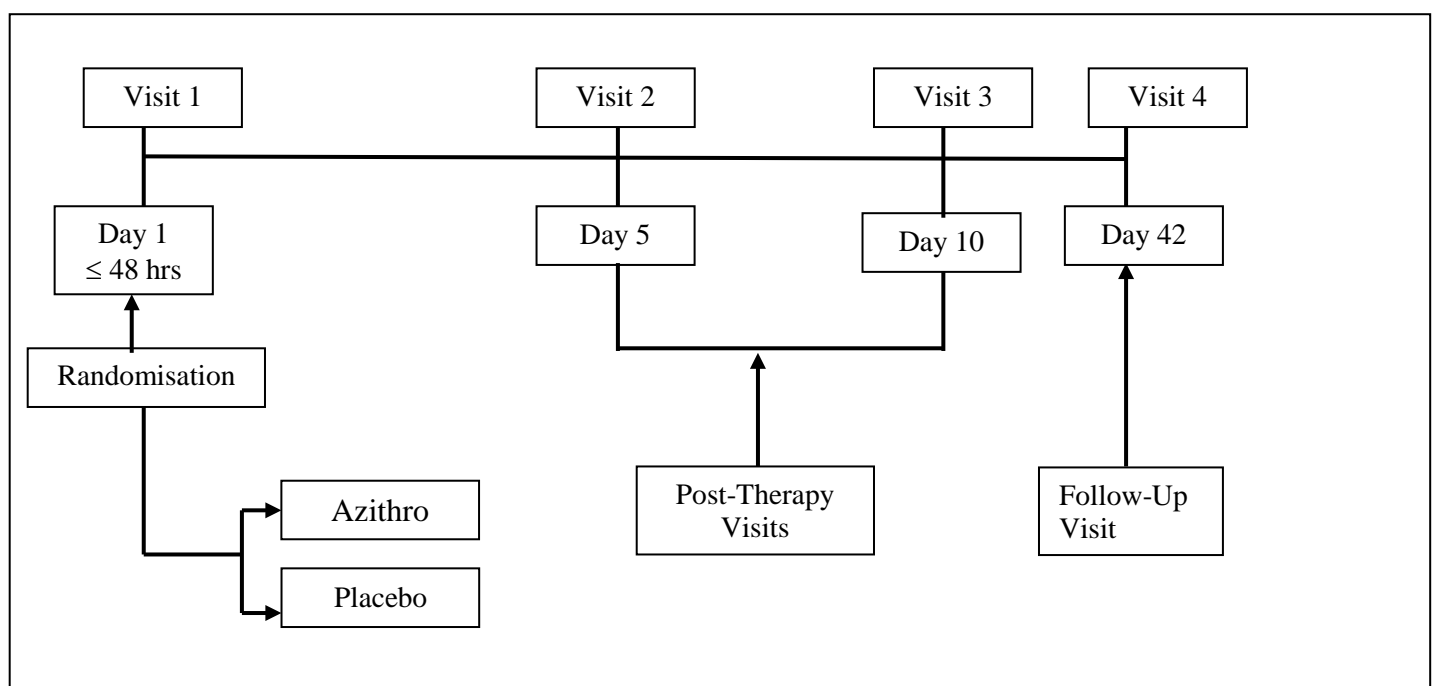 Visit 1
Visit 2
Visit 3
Visit 4
Day 1
≤ 48 hrs
Day 5
Day 10
Day 42
Randomisation
Azithro
Placebo
Post-Therapy
Visits
Follow-Up
Visit